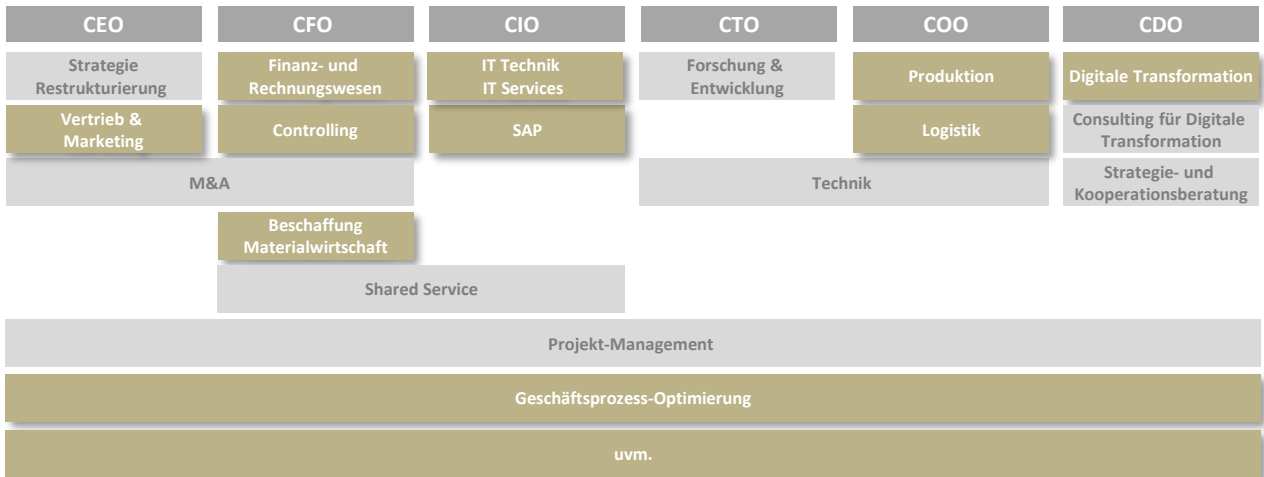 CEO
CFO
CIO
CTO
COO
CDO
Strategie
Restrukturierung
Finanz- und
Rechnungswesen
IT Technik
IT Services
Forschung &
Entwicklung
Produktion
Digitale Transformation
Vertrieb &
Marketing
Controlling
SAP
Logistik
Consulting für Digitale
Transformation
M&A
Technik
Strategie- und
Kooperationsberatung
Beschaffung
Materialwirtschaft
Shared Service
Projekt-Management
Geschäftsprozess-Optimierung
uvm.